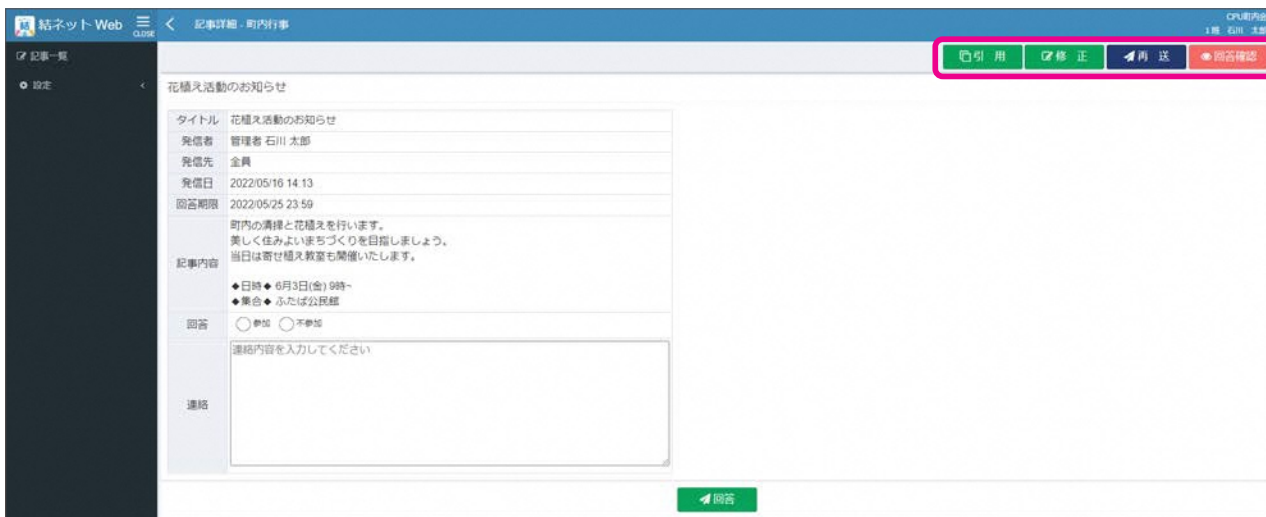 結
結ネット Web
CLOSE
記事詳細 - 町内行事
CPU町内会
1班 石川 太郎
記事一覧
設定
引 用
修 正
再 送
回答確認
花植え活動のお知らせ
タイトル 花植え活動のお知らせ
発信者 管理者 石川 太郎
発信先 全員
発信日 2022/05/16 14:13
回答期限 2022/05/25 23:59
記事内容
町内の清掃と花植えを行います。
美しく住みよいまちづくりを目指しましょう。
当日は寄せ植え教室も開催いたします。
◆日時◆ 6月3日(金) 9時~
◆集合◆ ふたば公民館
回答 参加 不参加
連絡 連絡内容を入力してください
回答